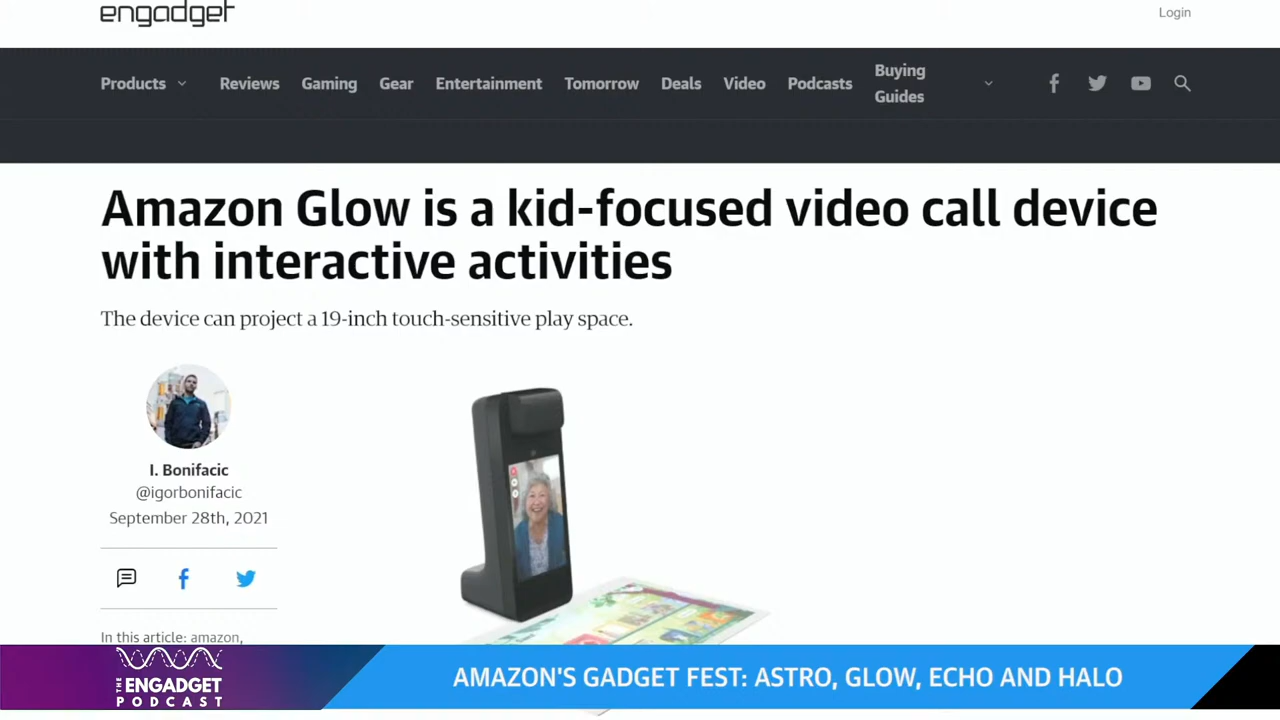 engadget
Login
Products
Reviews
Gaming
Gear
Entertainment
Tomorrow
Deals
Video
Podcasts
Buying
Guides
Amazon Glow is a kid-focused video call device
with interactive activities
The device can project a 19-inch touch-sensitive play space.
I. Bonifacic
@igorbonifacic
September 28th, 2021
In this article: amazon,
THE
ENGADGET
PODCAST
AMAZON'S GADGET FEST: ASTRO, GLOW, ECHO AND HALO